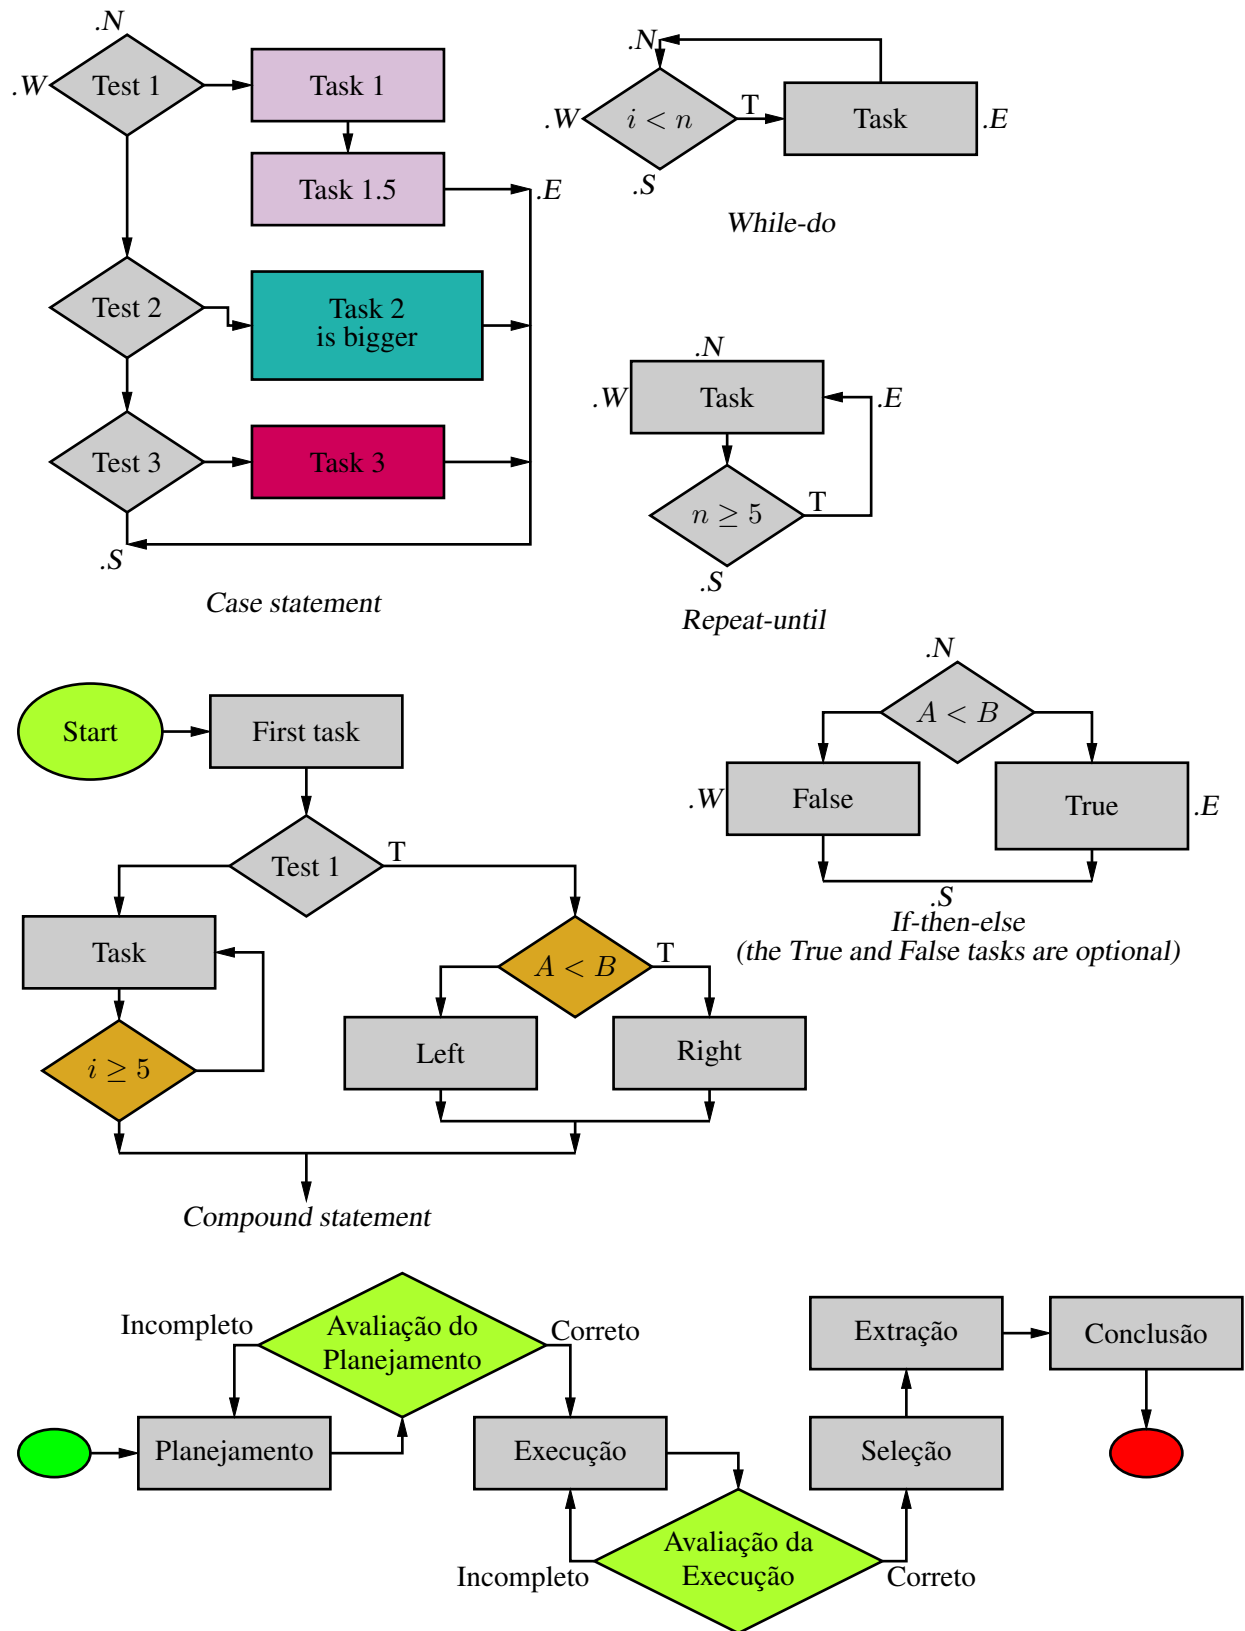 .N
.W
Test 1
Task 1
Task 1.5
.E
Test 2
Task 2
is bigger
Test 3
Task 3
.S
Case statement
.N
.W
i < n
T
Task
.E
.S
While-do
.N
.W
Task
.E
n ≥ 5
T
.S
Repeat-until
.N
A < B
.W
False
True
.E
.S
If-then-else
(the True and False tasks are optional)
Start
First task
Test 1
T
Task
i ≥ 5
A < B
T
Left
Right
Compound statement
Incompleto
Avaliação do
Planejamento
Correto
Planejamento
Execução
Incompleto
Avaliação da
Execução
Correto
Seleção
Extração
Conclusão